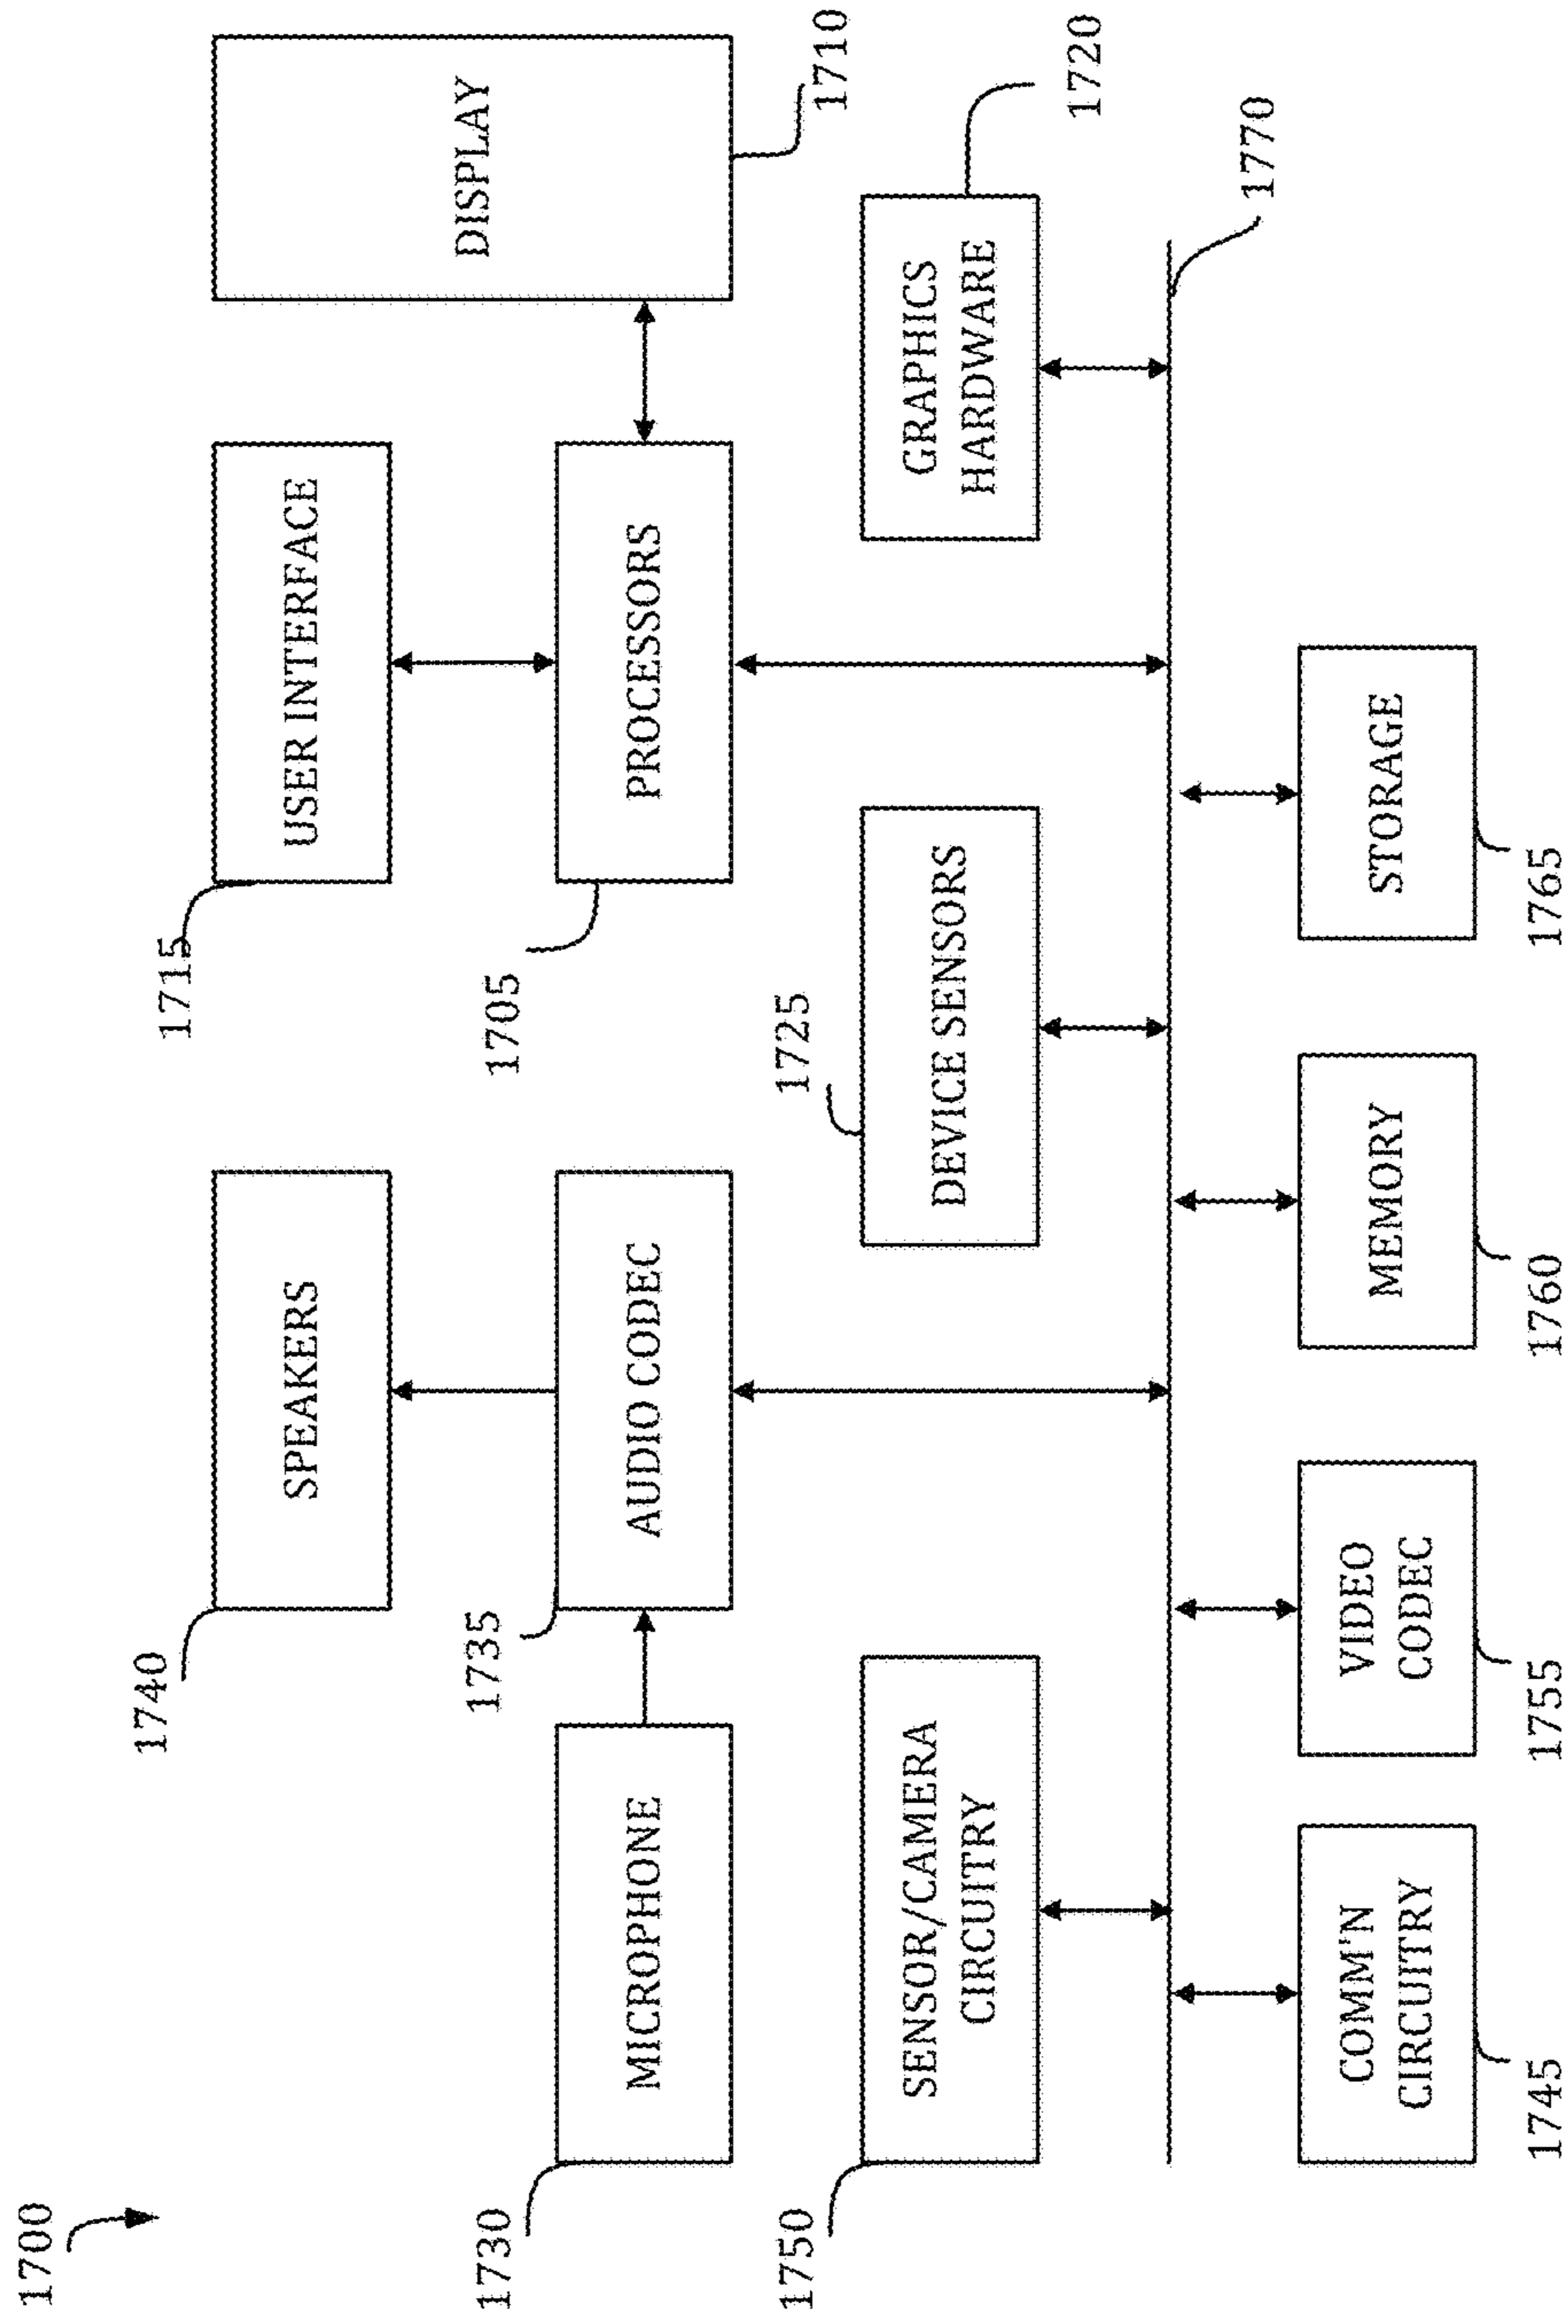 1700
1740
SPEAKERS
1715
USER INTERFACE
DISPLAY
1710
1730
MICROPHONE
1735
AUDIO CODEC
1705
PROCESSORS
1750
SENSOR/CAMERA
CIRCUITRY
1725
DEVICE SENSORS
GRAPHICS
HARDWARE
1720
1770
COMM'N
CIRCUITRY
1745
VIDEO
CODEC
1755
MEMORY
1760
STORAGE
1765